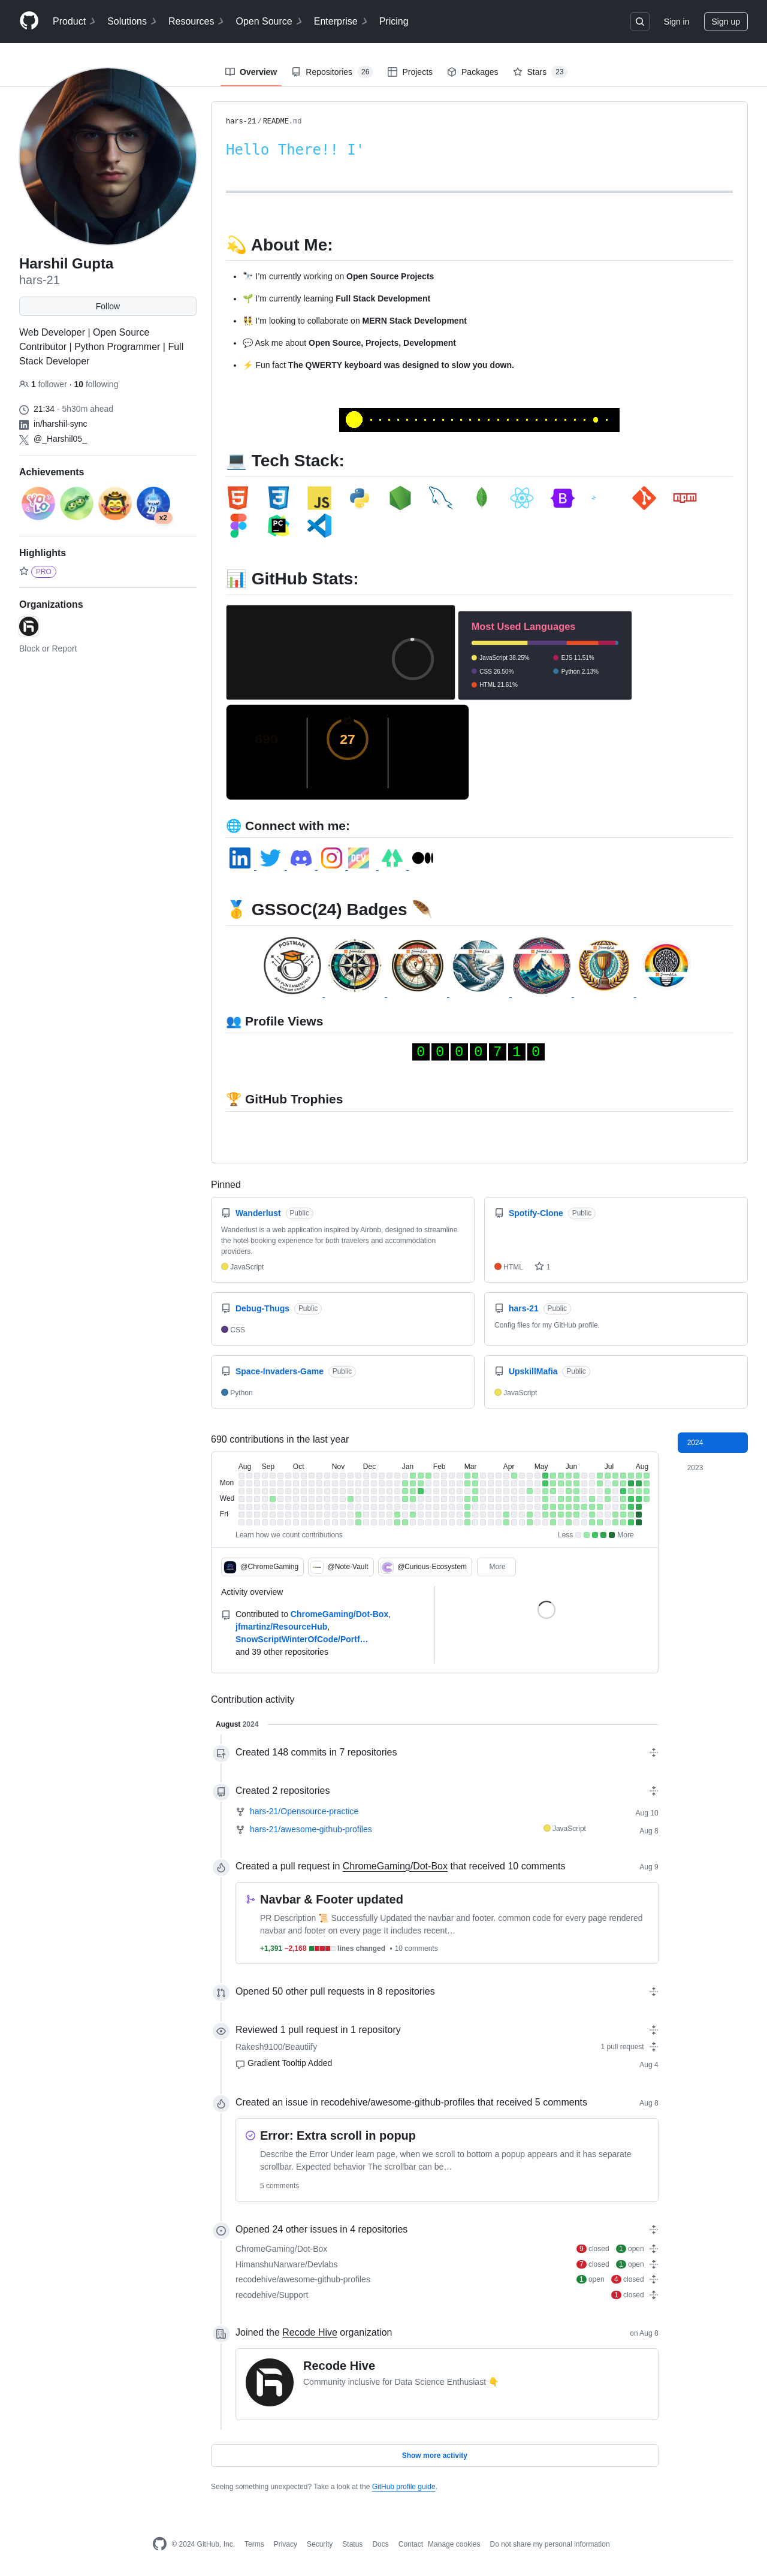 Product
Solutions
Resources
Open Source
Enterprise
Pricing
Sign in
Sign up
Overview
Repositories 26
Projects
Packages
Stars 23
Harshil Gupta
hars-21
Follow
Web Developer | Open Source
Contributor | Python Programmer | Full
Stack Developer
1 follower · 10 following
21:34 - 5h30m ahead
in/harshil-sync
@_Harshil05_
Achievements
x2
Highlights
PRO
Organizations
Block or Report
hars-21/README.md
Hello There!! I'
💫 About Me:
🔭 I'm currently working on Open Source Projects
🌱 I'm currently learning Full Stack Development
👯 I'm looking to collaborate on MERN Stack Development
💬 Ask me about Open Source, Projects, Development
⚡ Fun fact The QWERTY keyboard was designed to slow you down.
💻 Tech Stack:
📊 GitHub Stats:
Most Used Languages
JavaScript 38.25%
EJS 11.51%
CSS 26.50%
Python 2.13%
HTML 21.61%
690
27
🌐 Connect with me:
🥇 GSSOC(24) Badges 🪶
👥 Profile Views
0 0 0 0 7 1 0
🏆 GitHub Trophies
Pinned
Wanderlust Public
Wanderlust is a web application inspired by Airbnb, designed to streamline
the hotel booking experience for both travelers and accommodation
providers.
JavaScript
Spotify-Clone Public
HTML 1
Debug-Thugs Public
CSS
hars-21 Public
Config files for my GitHub profile.
Space-Invaders-Game Public
Python
UpskillMafia Public
JavaScript
690 contributions in the last year
2024
2023
Aug Sep Oct Nov Dec Jan Feb Mar Apr May Jun Jul Aug
Mon
Wed
Fri
Learn how we count contributions
Less More
@ChromeGaming
@Note-Vault
@Curious-Ecosystem
More
Activity overview
Contributed to ChromeGaming/Dot-Box,
jfmartinz/ResourceHub,
SnowScriptWinterOfCode/Portf…
and 39 other repositories
Contribution activity
August 2024
Created 148 commits in 7 repositories
Created 2 repositories
hars-21/Opensource-practice Aug 10
hars-21/awesome-github-profiles JavaScript Aug 8
Created a pull request in ChromeGaming/Dot-Box that received 10 comments Aug 9
Navbar & Footer updated
PR Description 📜 Successfully Updated the navbar and footer. common code for every page rendered
navbar and footer on every page It includes recent…
+1,391 −2,168 lines changed • 10 comments
Opened 50 other pull requests in 8 repositories
Reviewed 1 pull request in 1 repository
Rakesh9100/Beautiify 1 pull request
Gradient Tooltip Added Aug 4
Created an issue in recodehive/awesome-github-profiles that received 5 comments Aug 8
Error: Extra scroll in popup
Describe the Error Under learn page, when we scroll to bottom a popup appears and it has separate
scrollbar. Expected behavior The scrollbar can be…
5 comments
Opened 24 other issues in 4 repositories
ChromeGaming/Dot-Box 9 closed 1 open
HimanshuNarware/Devlabs 7 closed 1 open
recodehive/awesome-github-profiles 1 open 4 closed
recodehive/Support 1 closed
Joined the Recode Hive organization on Aug 8
Recode Hive
Community inclusive for Data Science Enthusiast 👇
Show more activity
Seeing something unexpected? Take a look at the GitHub profile guide.
© 2024 GitHub, Inc.
Terms
Privacy
Security
Status
Docs
Contact
Manage cookies
Do not share my personal information